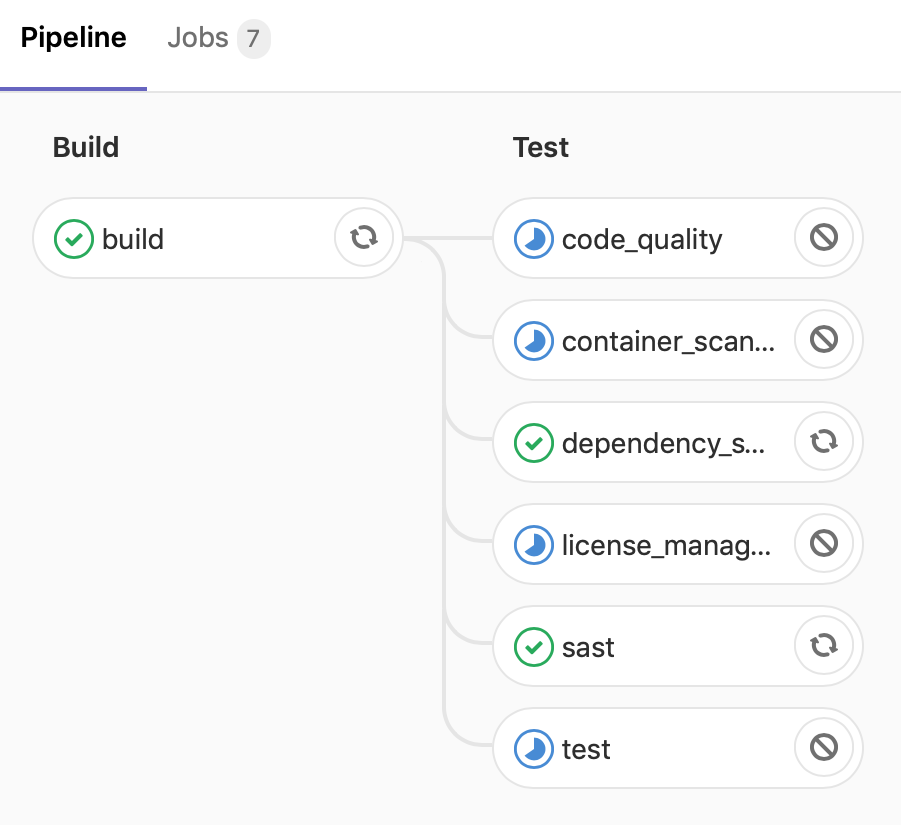 Pipeline Jobs 7
Build Test
build
code_quality
container_scan...
dependency_s...
license_manag...
sast
test